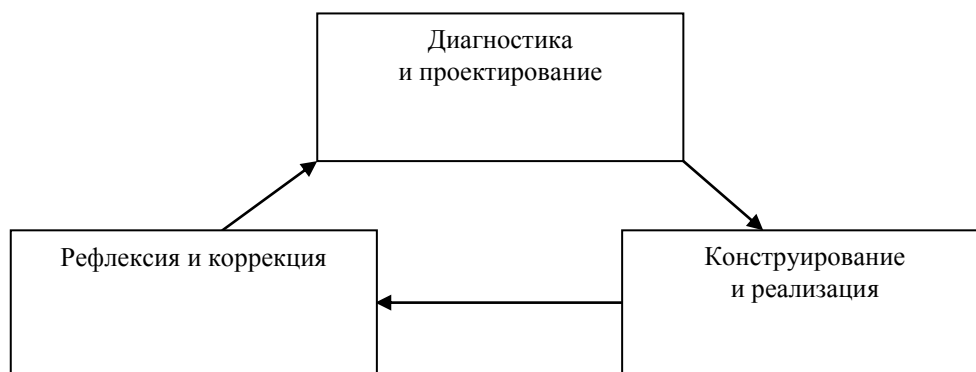 Диагностика
и проектирование
Рефлексия и коррекция
Конструирование
и реализация